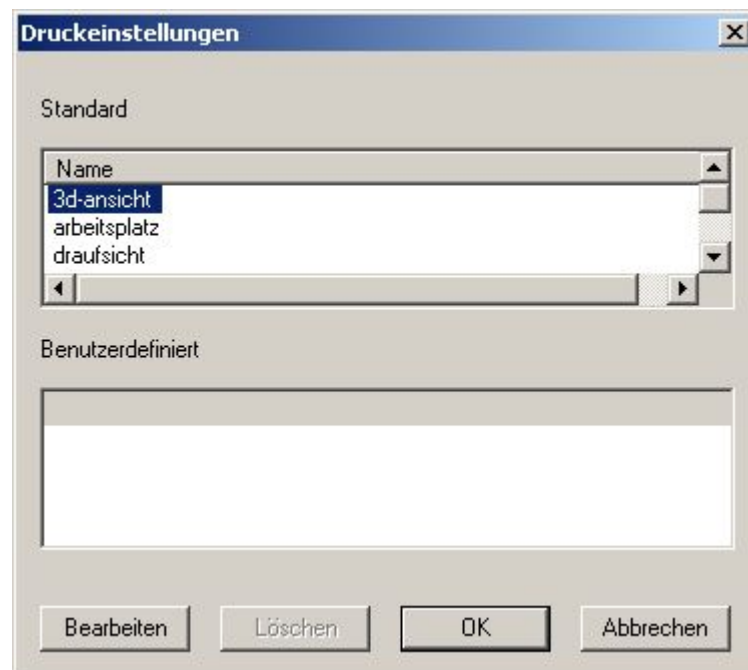 Druckeinstellungen
Standard
Name
3d-ansicht
arbeitsplatz
draufsicht
Benutzerdefiniert
Bearbeiten Löschen OK Abbrechen